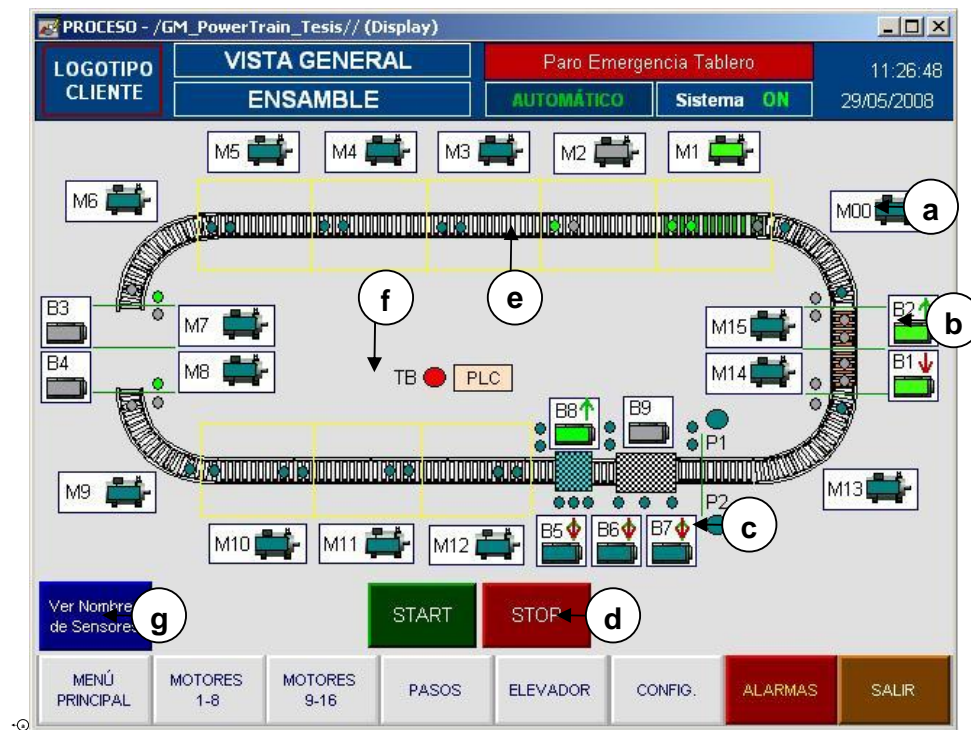 PROCESO - /GM_PowerTrain_Tesis// (Display)
LOGOTIPO
CLIENTE
VISTA GENERAL
ENSAMBLE
Paro Emergencia Tablero
AUTOMÁTICO
Sistema ON
11:26:48
29/05/2008
M5
M4
M3
M2
M1
M6
M00
a
f
e
B3
M7
M15
B2
b
B4
M8
M14
B1
TB
PLC
B8
B9
P1
M9
M13
P2
M10
M11
M12
B5
B6
B7
c
Ver Nombre
de Sensores
g
START
STOP
d
MENÚ
PRINCIPAL
MOTORES
1-8
MOTORES
9-16
PASOS
ELEVADOR
CONFIG.
ALARMAS
SALIR